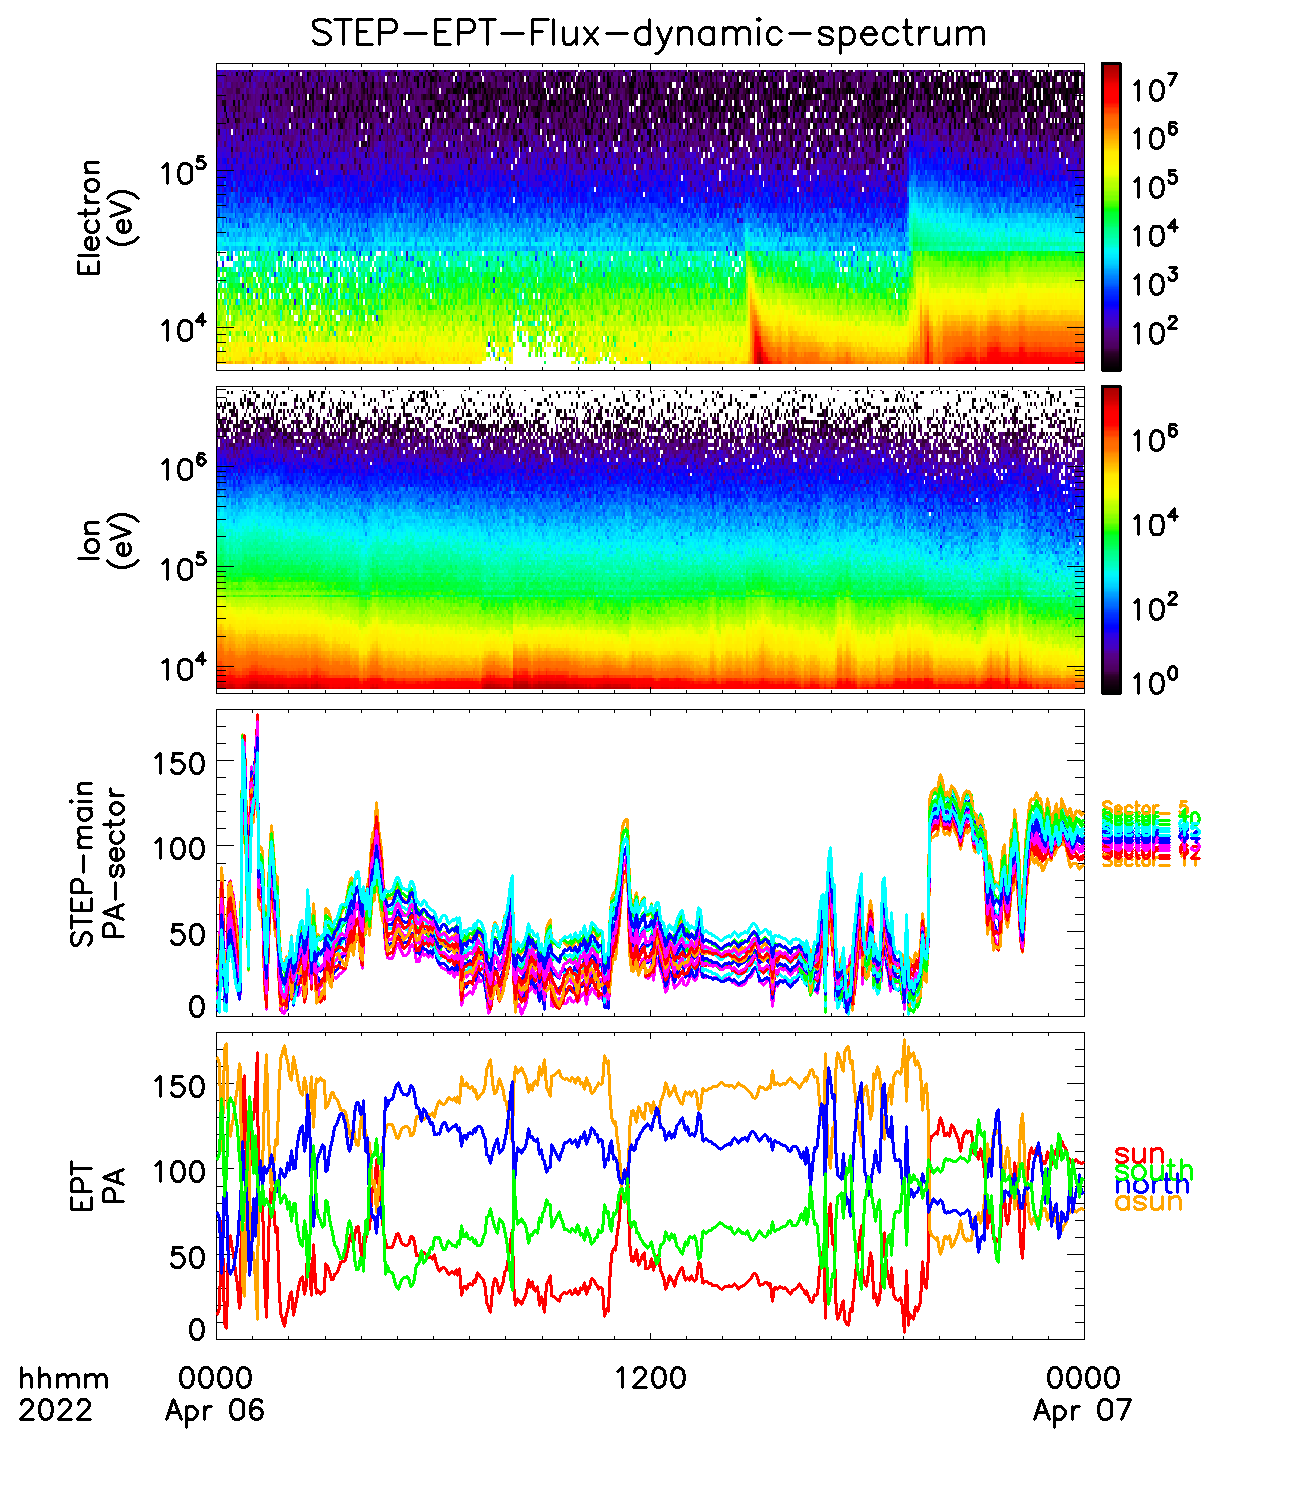 STEP-EPT-Flux-dynamic-spectrum
Electron
(eV)
10^5
10^4
10^7
10^6
10^5
10^4
10^3
10^2
Ion
(eV)
10^6
10^5
10^4
10^6
10^4
10^2
10^0
STEP-main
PA-sector
150
100
50
0
Sector- 5
EPT
PA
150
100
50
0
sun
south
north
asun
hhmm 0000 1200 0000
2022 Apr 06 Apr 07